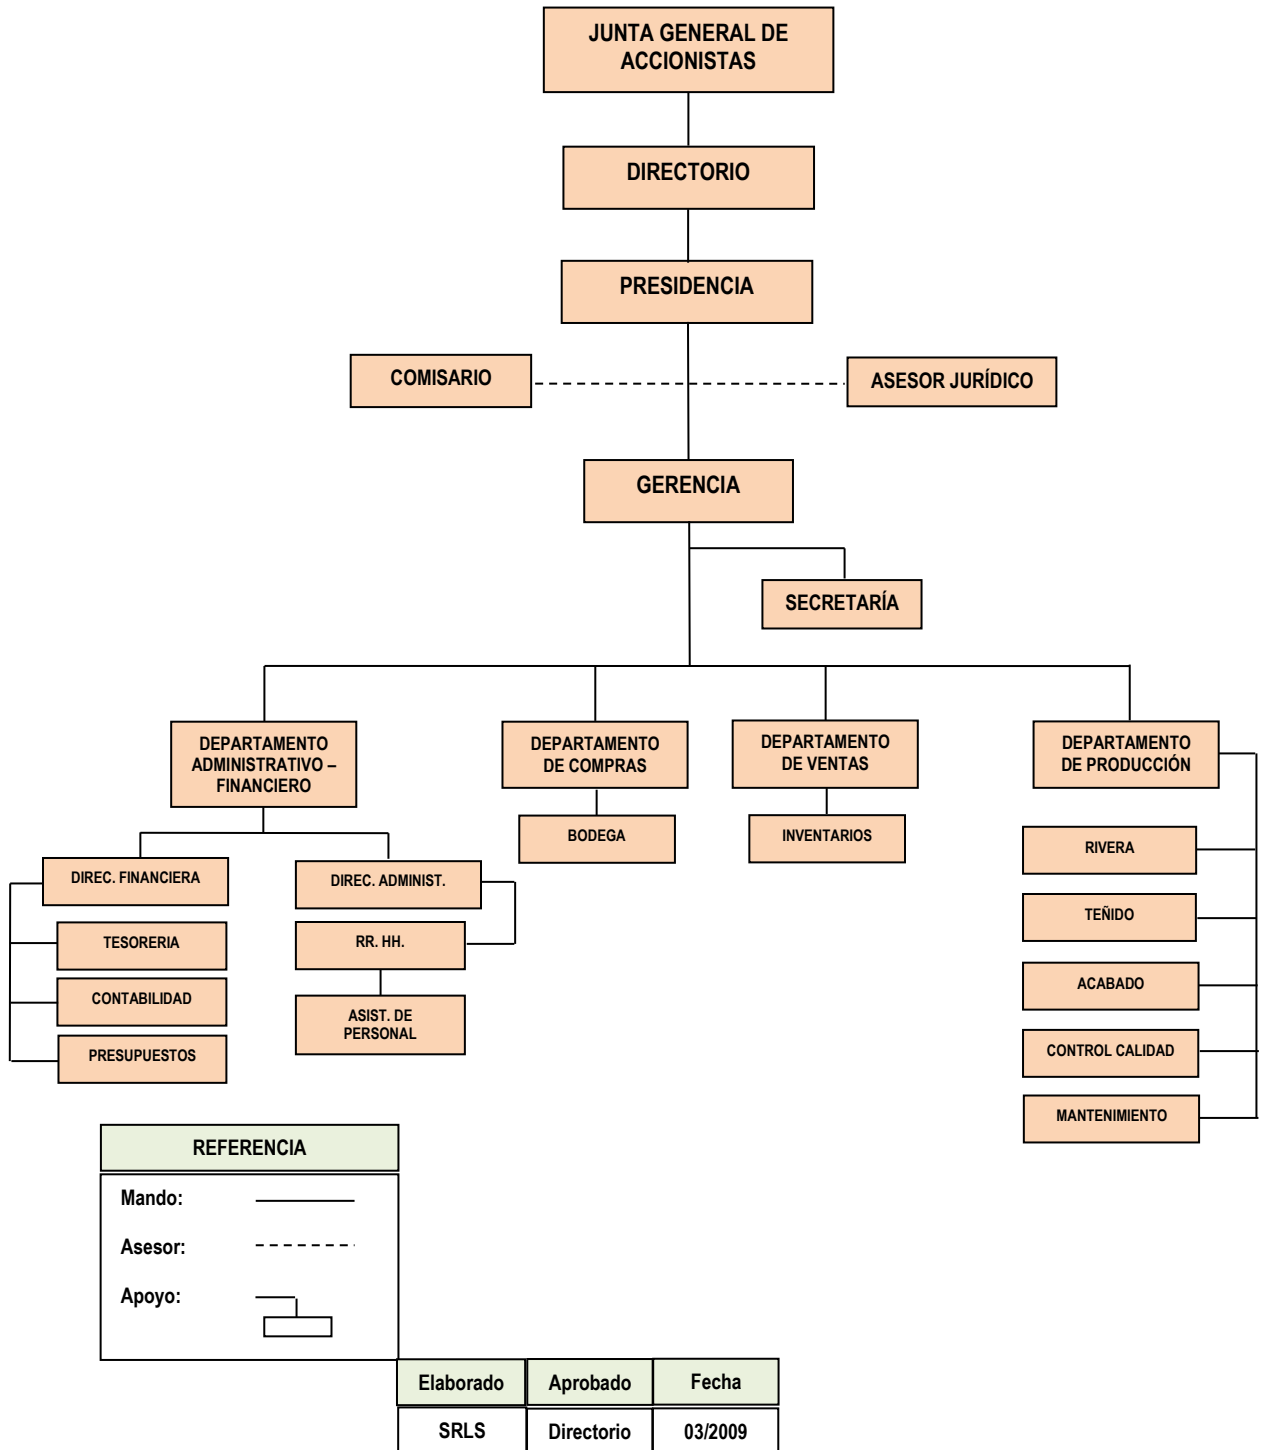 JUNTA GENERAL DE
ACCIONISTAS
DIRECTORIO
PRESIDENCIA
COMISARIO
ASESOR JURÍDICO
GERENCIA
SECRETARÍA
DEPARTAMENTO
ADMINISTRATIVO –
FINANCIERO
DEPARTAMENTO
DE COMPRAS
DEPARTAMENTO
DE VENTAS
DEPARTAMENTO
DE PRODUCCIÓN
BODEGA
INVENTARIOS
RIVERA
DIREC. FINANCIERA
DIREC. ADMINIST.
TEÑIDO
TESORERIA
RR. HH.
ACABADO
CONTABILIDAD
ASIST. DE
PERSONAL
CONTROL CALIDAD
PRESUPUESTOS
MANTENIMIENTO
REFERENCIA
Mando:
Asesor:
Apoyo:
Elaborado Aprobado Fecha
SRLS Directorio 03/2009